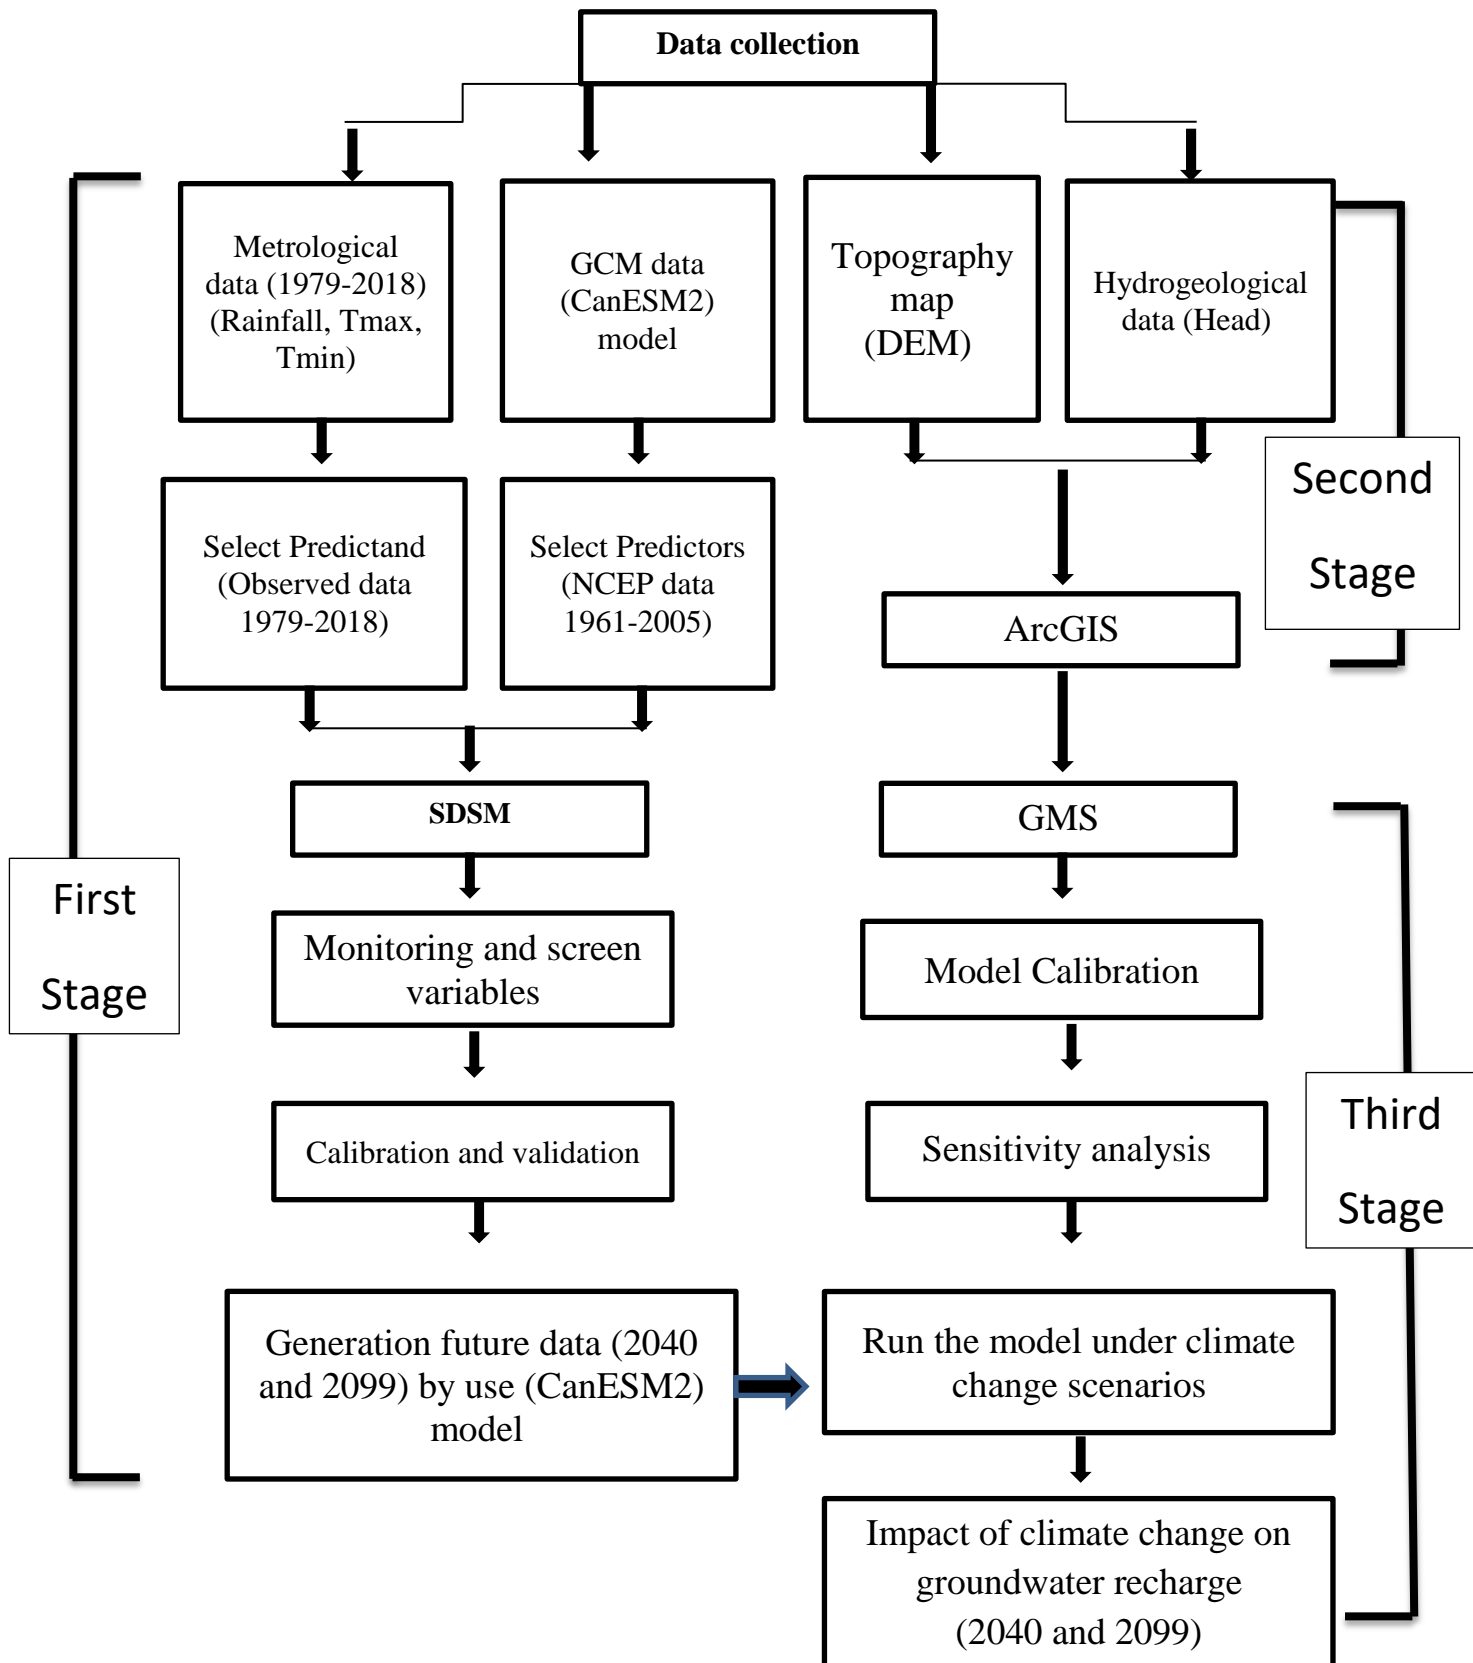 Data collection
Metrological
data (1979-2018)
(Rainfall, Tmax,
Tmin)
GCM data
(CanESM2)
model
Topography
map
(DEM)
Hydrogeological
data (Head)
Second
Stage
Select Predictand
(Observed data
1979-2018)
Select Predictors
(NCEP data
1961-2005)
ArcGIS
SDSM
GMS
First
Stage
Monitoring and screen
variables
Model Calibration
Third
Stage
Calibration and validation
Sensitivity analysis
Generation future data (2040
and 2099) by use (CanESM2)
model
Run the model under climate
change scenarios
Impact of climate change on
groundwater recharge
(2040 and 2099)